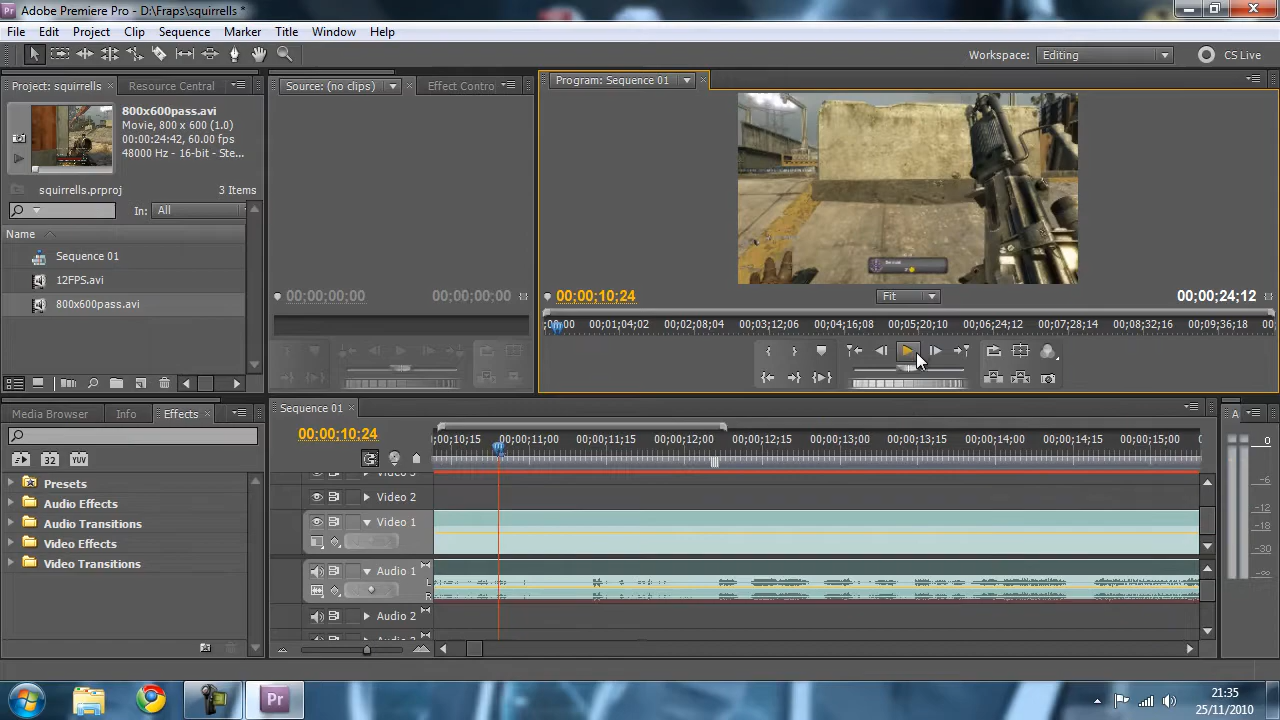 Pr Adobe Premiere Pro - D:\Fraps\squirrells *
File Edit Project Clip Sequence Marker Title Window Help
Workspace: Editing CS Live
Project: squirrells Resource Central
800x600pass.avi
Movie, 800 x 600 (1.0)
00:00:24:42, 60.00 fps
48000 Hz - 16-bit - Ste...
squirrells.prproj 3 Items
In: All
Name
Sequence 01
12FPS.avi
800x600pass.avi
Source: (no clips) Effect Contro
00;00;00;00 00;00;00;00
Program: Sequence 01
00;00;10;24 Fit 00;00;24;12
;00;00 00;01;04;02 00;02;08;04 00;03;12;06 00;04;16;08 00;05;20;10 00;06;24;12 00;07;28;14 00;08;32;16 00;09;36;18 00;
Media Browser Info Effects
32 YUV
Presets
Audio Effects
Audio Transitions
Video Effects
Video Transitions
Sequence 01
00;00;10;24
;00;10;15 00;00;11;00 00;00;11;15 00;00;12;00 00;00;12;15 00;00;13;00 00;00;13;15 00;00;14;00 00;00;14;15 00;00;15;00
Video 2
Video 1
Audio 1
L
R
Audio 2
A
0
-6
-12
-18
-30
-∞
Pr
21:35
25/11/2010